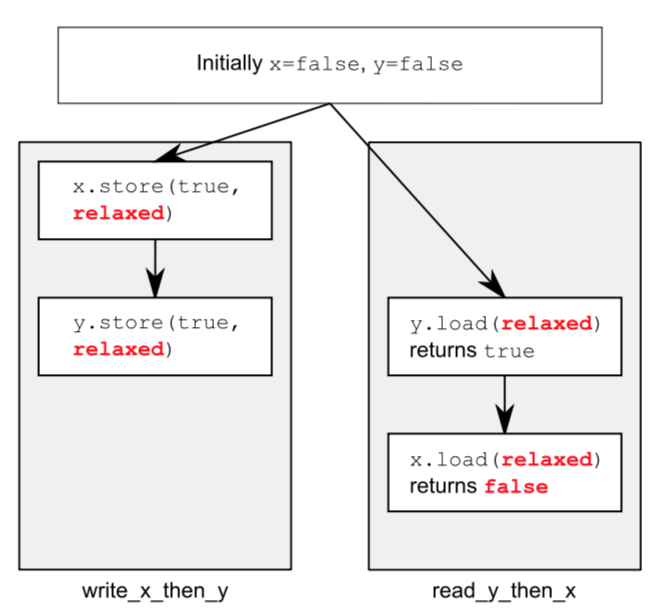 Initially x=false, y=false
x.store(true,
relaxed)
y.store(true,
relaxed)
write_x_then_y
y.load(relaxed)
returns true
x.load(relaxed)
returns false
read_y_then_x